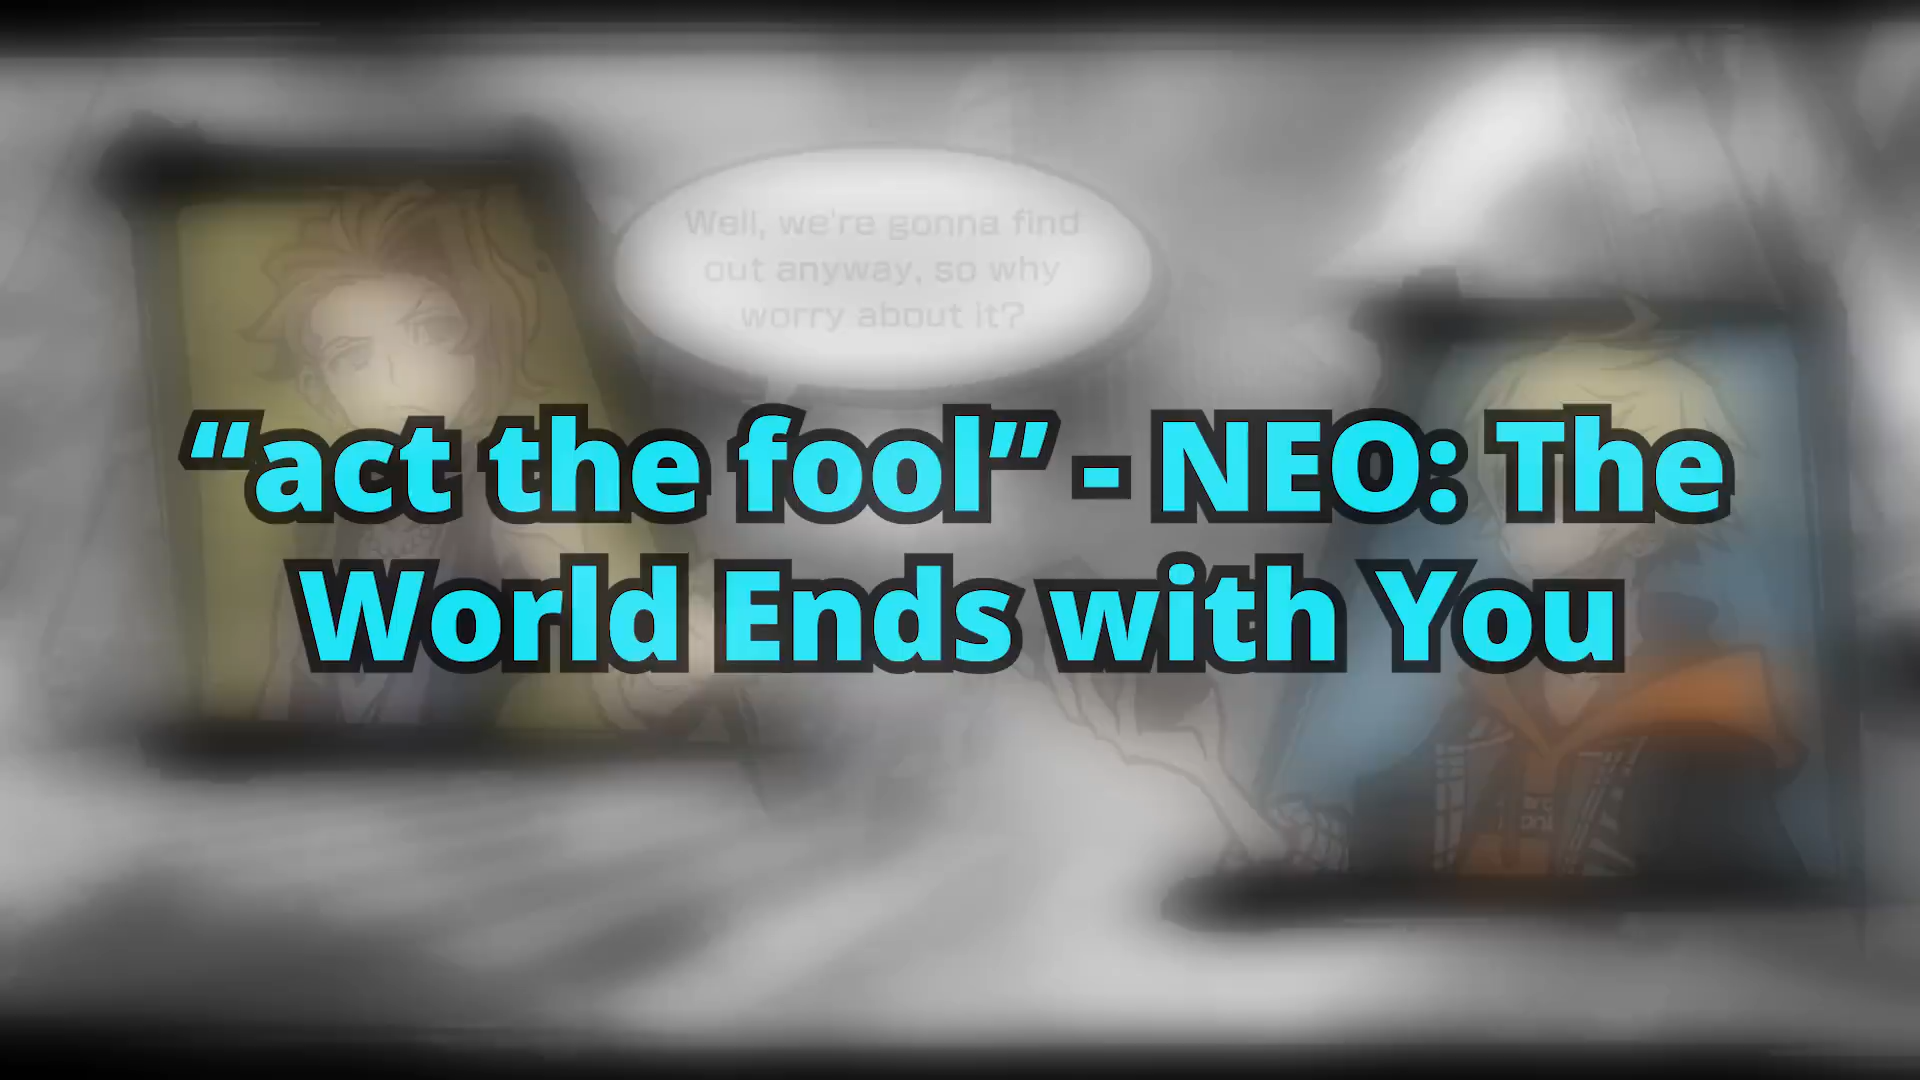 Well, we're gonna find
out anyway, so why
worry about it?
“act the fool” - NEO: The
World Ends with You